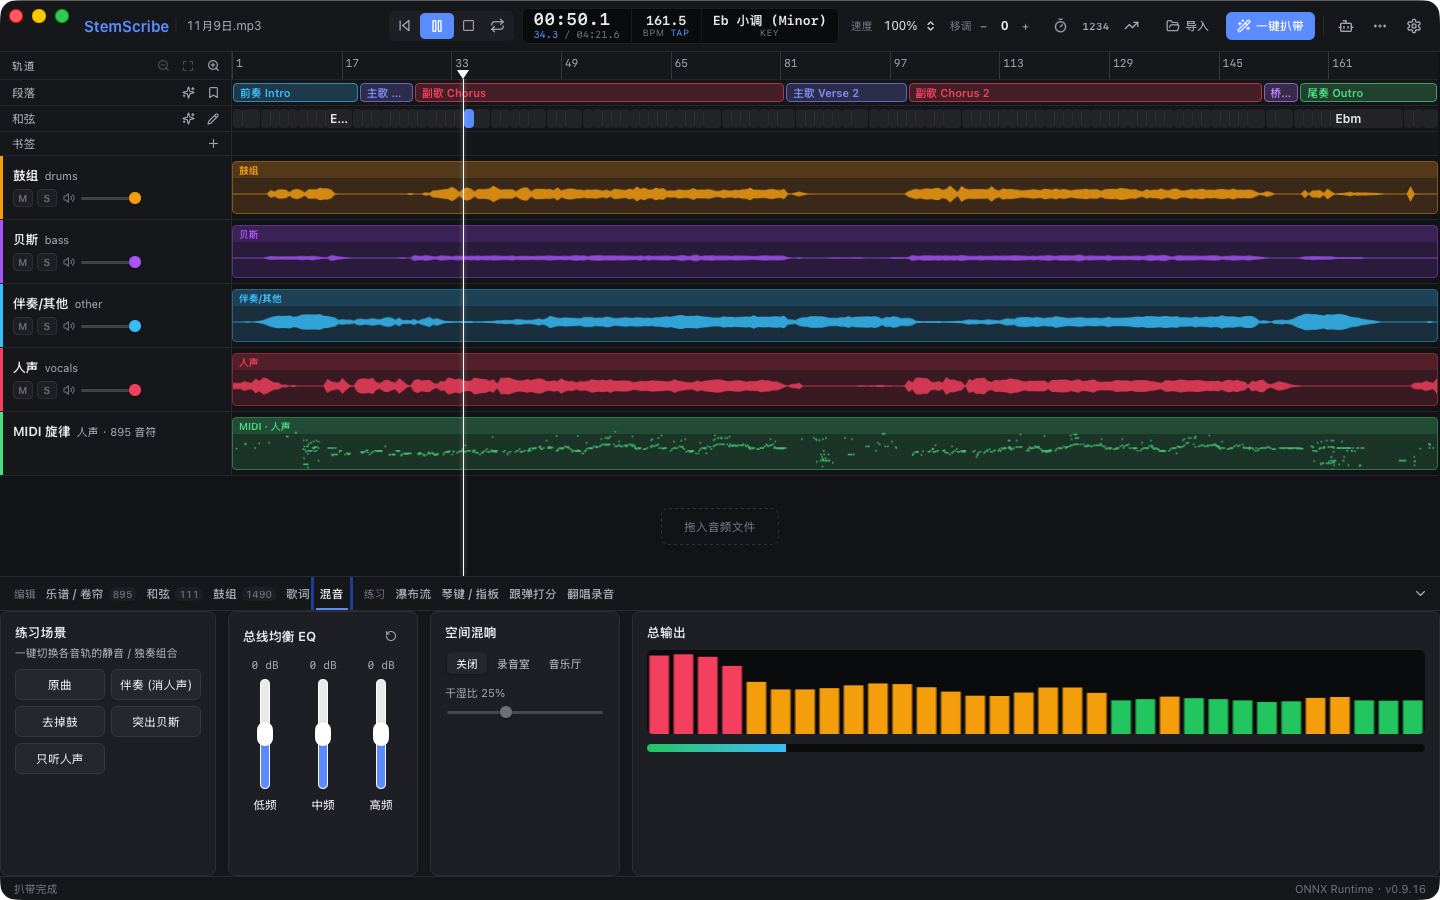 StemScribe 11月9日.mp3 00:50.1 34.3 / 04:21.6 161.5 BPM TAP Eb 小调 (Minor) KEY 速度 100% 移调 − 0 + 1234 导入 一键扒带
轨道 1 17 33 49 65 81 97 113 129 145 161
段落 前奏 Intro 主歌 ... 副歌 Chorus 主歌 Verse 2 副歌 Chorus 2 桥... 尾奏 Outro
和弦 E... Ebm
书签 +
鼓组 drums 鼓组
M S
贝斯 bass 贝斯
M S
伴奏/其他 other 伴奏/其他
M S
人声 vocals 人声
M S
MIDI 旋律 人声 · 895 音符 MIDI · 人声
拖入音频文件
编辑 乐谱 / 卷帘 895 和弦 111 鼓组 1490 歌词 混音 练习 瀑布流 琴键 / 指板 跟弹打分 翻唱录音
练习场景
一键切换各音轨的静音 / 独奏组合
原曲 伴奏 (消人声)
去掉鼓 突出贝斯
只听人声
总线均衡 EQ
0 dB 0 dB 0 dB
低频 中频 高频
空间混响
关闭 录音室 音乐厅
干湿比 25%
总输出
扒带完成 ONNX Runtime · v0.9.16